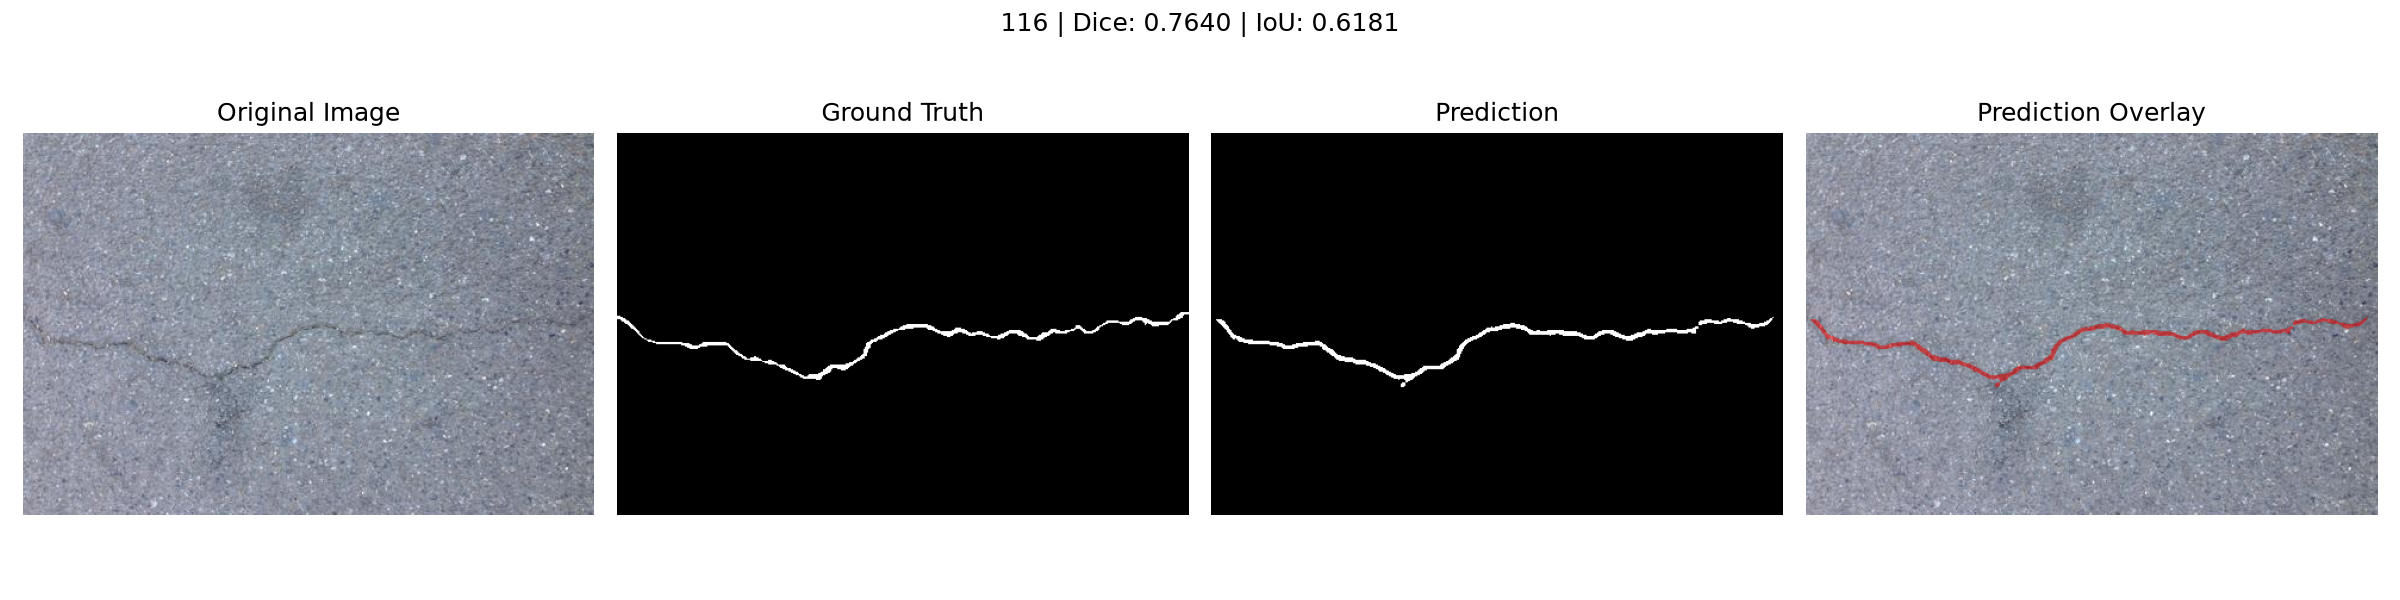 116 | Dice: 0.7640 | IoU: 0.6181
Original Image
Ground Truth
Prediction
Prediction Overlay